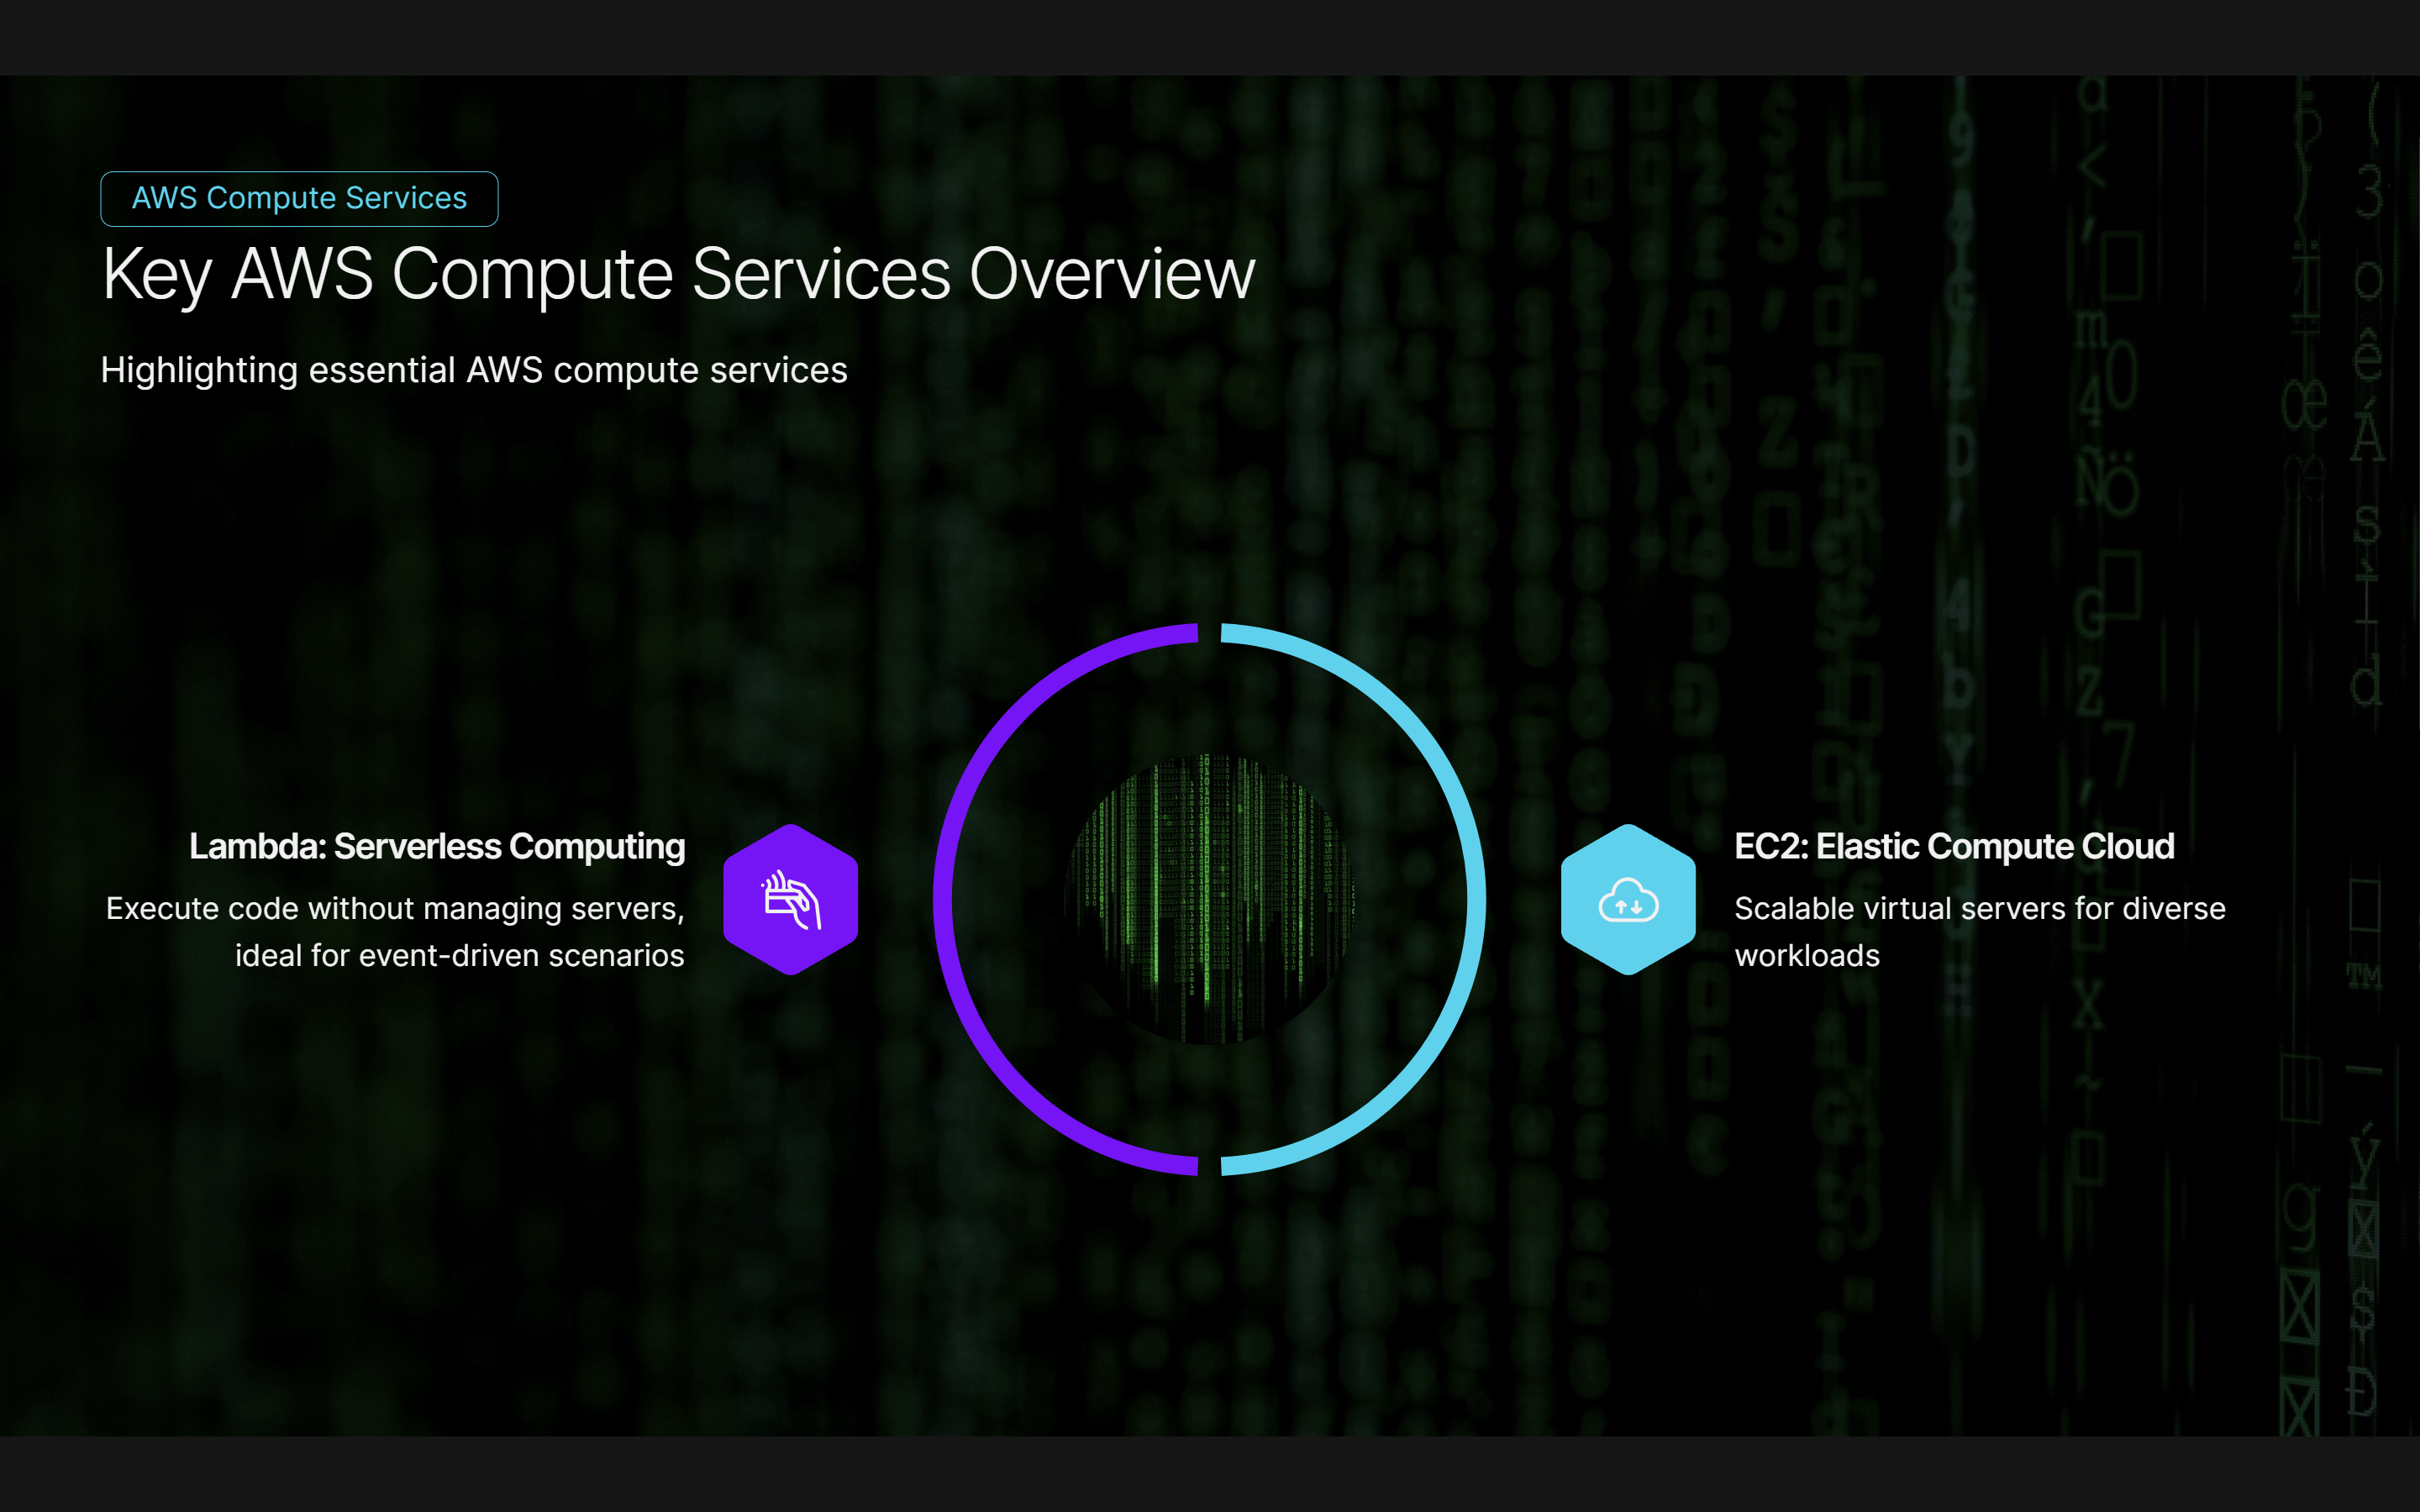 AWS Compute Services
Key AWS Compute Services Overview
Highlighting essential AWS compute services
Lambda: Serverless Computing
Execute code without managing servers,
ideal for event-driven scenarios
EC2: Elastic Compute Cloud
Scalable virtual servers for diverse
workloads